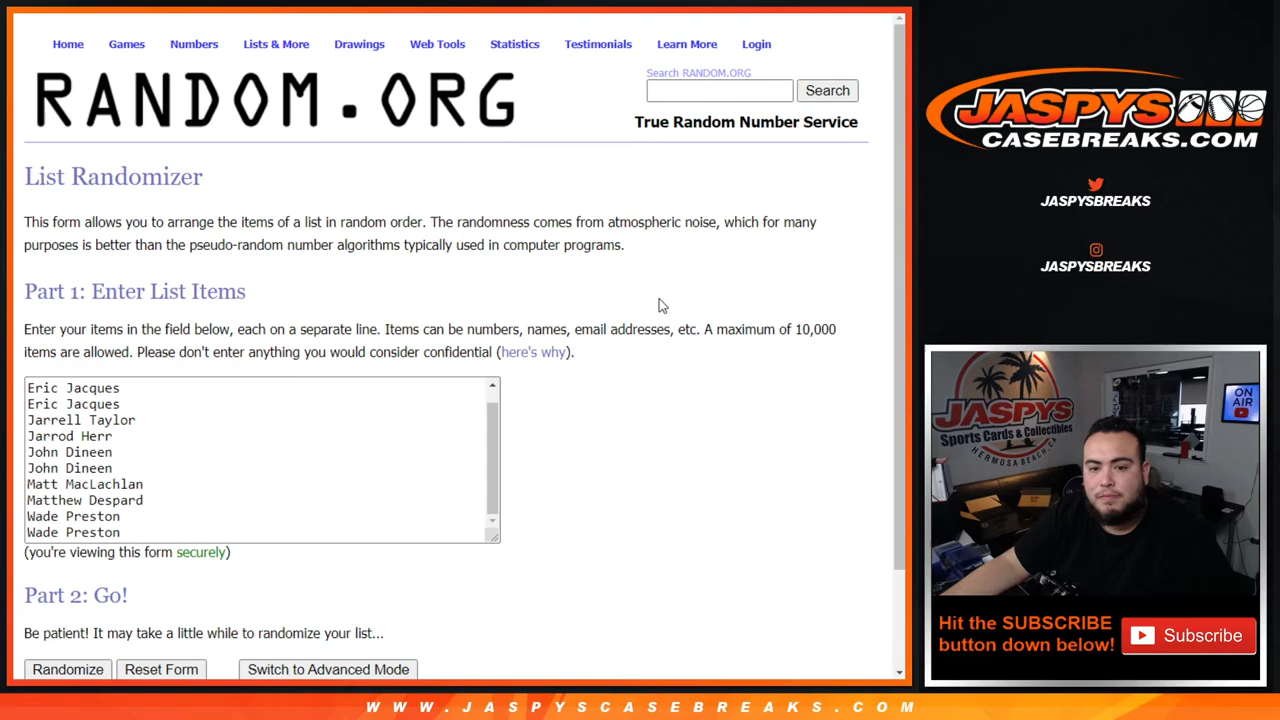 Home Games Numbers Lists & More Drawings Web Tools Statistics Testimonials Learn More Login
RANDOM.ORG
Search RANDOM.ORG
Search
True Random Number Service
List Randomizer
This form allows you to arrange the items of a list in random order. The randomness comes from atmospheric noise, which for many
purposes is better than the pseudo-random number algorithms typically used in computer programs.
Part 1: Enter List Items
Enter your items in the field below, each on a separate line. Items can be numbers, names, email addresses, etc. A maximum of 10,000
items are allowed. Please don't enter anything you would consider confidential (here's why).
Eric Jacques
Eric Jacques
Jarrell Taylor
Jarrod Herr
John Dineen
John Dineen
Matt MacLachlan
Matthew Despard
Wade Preston
Wade Preston
(you're viewing this form securely)
Part 2: Go!
Be patient! It may take a little while to randomize your list...
Randomize Reset Form Switch to Advanced Mode
JASPYS
CASEBREAKS.COM
JASPYSBREAKS
JASPYSBREAKS
JASPYS
Sports Cards & Collectibles
HERMOSA BEACH, CA
ON
AIR
Hit the SUBSCRIBE
button down below!
Subscribe
WWW.JASPYSCASEBREAKS.COM